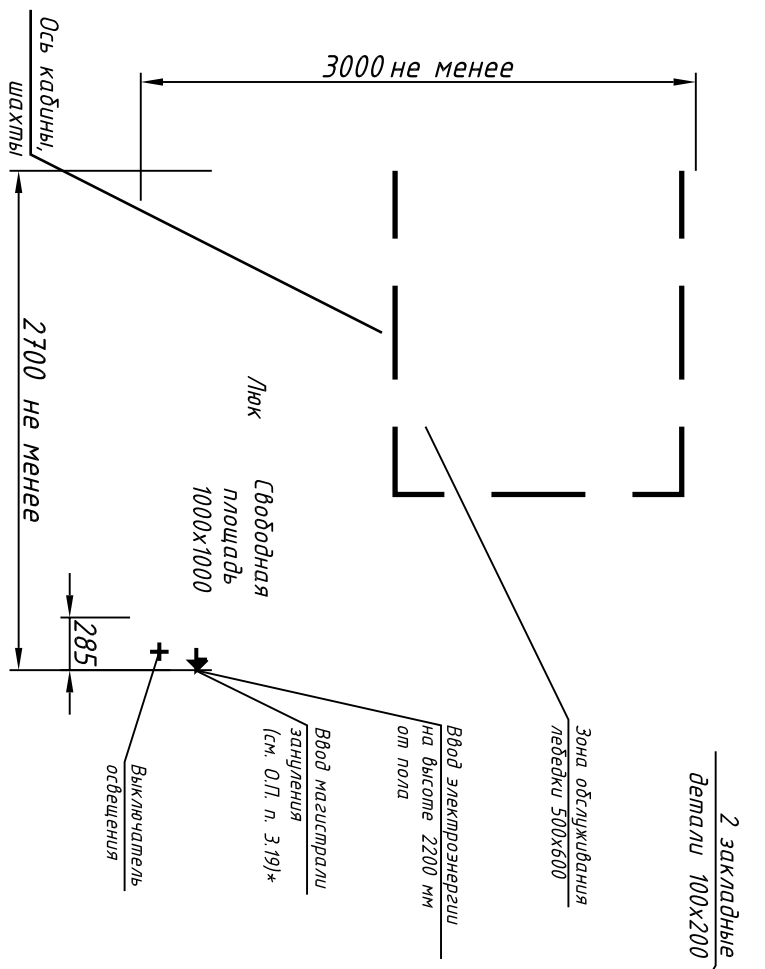 3000 не менее
Ось кабины,
шахты
2700 не менее
Люк
Свободная
площадь
1000х1000
285
Зона обслуживания
лебедки 500х600
Ввод электроэнергии
на высоте 2200 мм
от пола
Ввод магистрали
зануления
(см. О.П. п. 3.19)*
Выключатель
освещения
2 закладные
детали 100х200